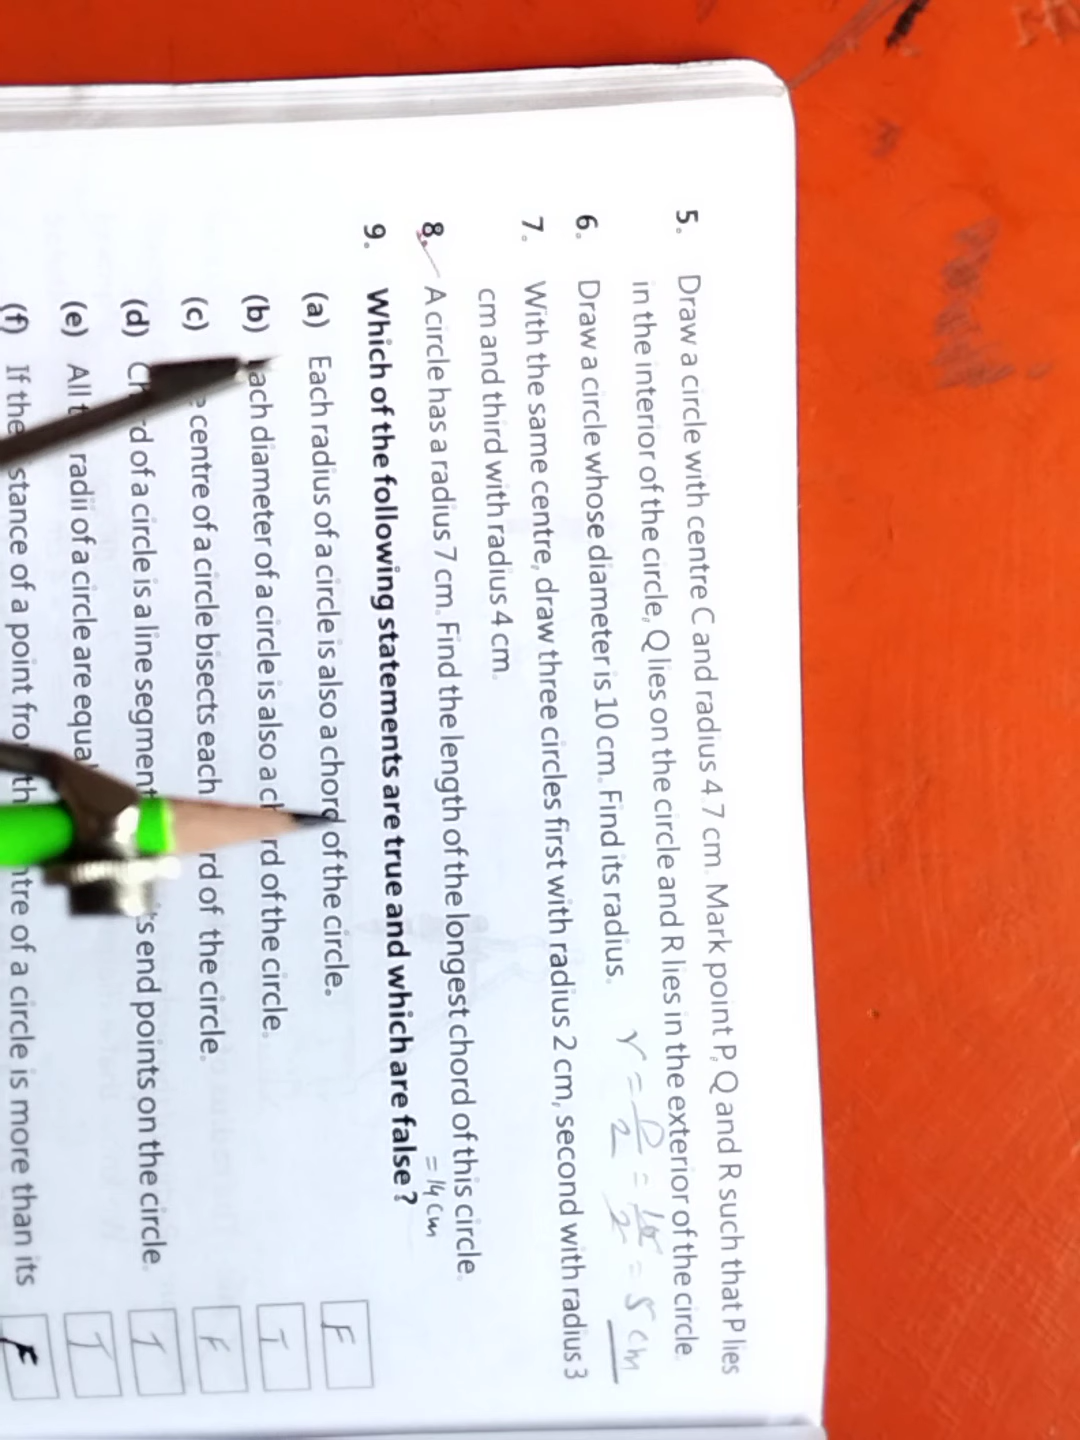 5. Draw a circle with centre C and radius 4.7 cm. Mark point P, Q and R such that P lies
in the interior of the circle, Q lies on the circle and R lies in the exterior of the circle.
6. Draw a circle whose diameter is 10 cm. Find its radius. r = D/2 = 10/2 = 5 cm
7. With the same centre, draw three circles first with radius 2 cm, second with radius 3
cm and third with radius 4 cm.
8. A circle has a radius 7 cm. Find the length of the longest chord of this circle.
= 14 cm
9. Which of the following statements are true and which are false?
(a) Each radius of a circle is also a chord of the circle. F
(b) ach diameter of a circle is also a ch rd of the circle. T
(c) centre of a circle bisects each rd of the circle. F
(d) Ch rd of a circle is a line segment its end points on the circle. T
(e) All t radii of a circle are equal T
(f) If the stance of a point from th ntre of a circle is more than its F